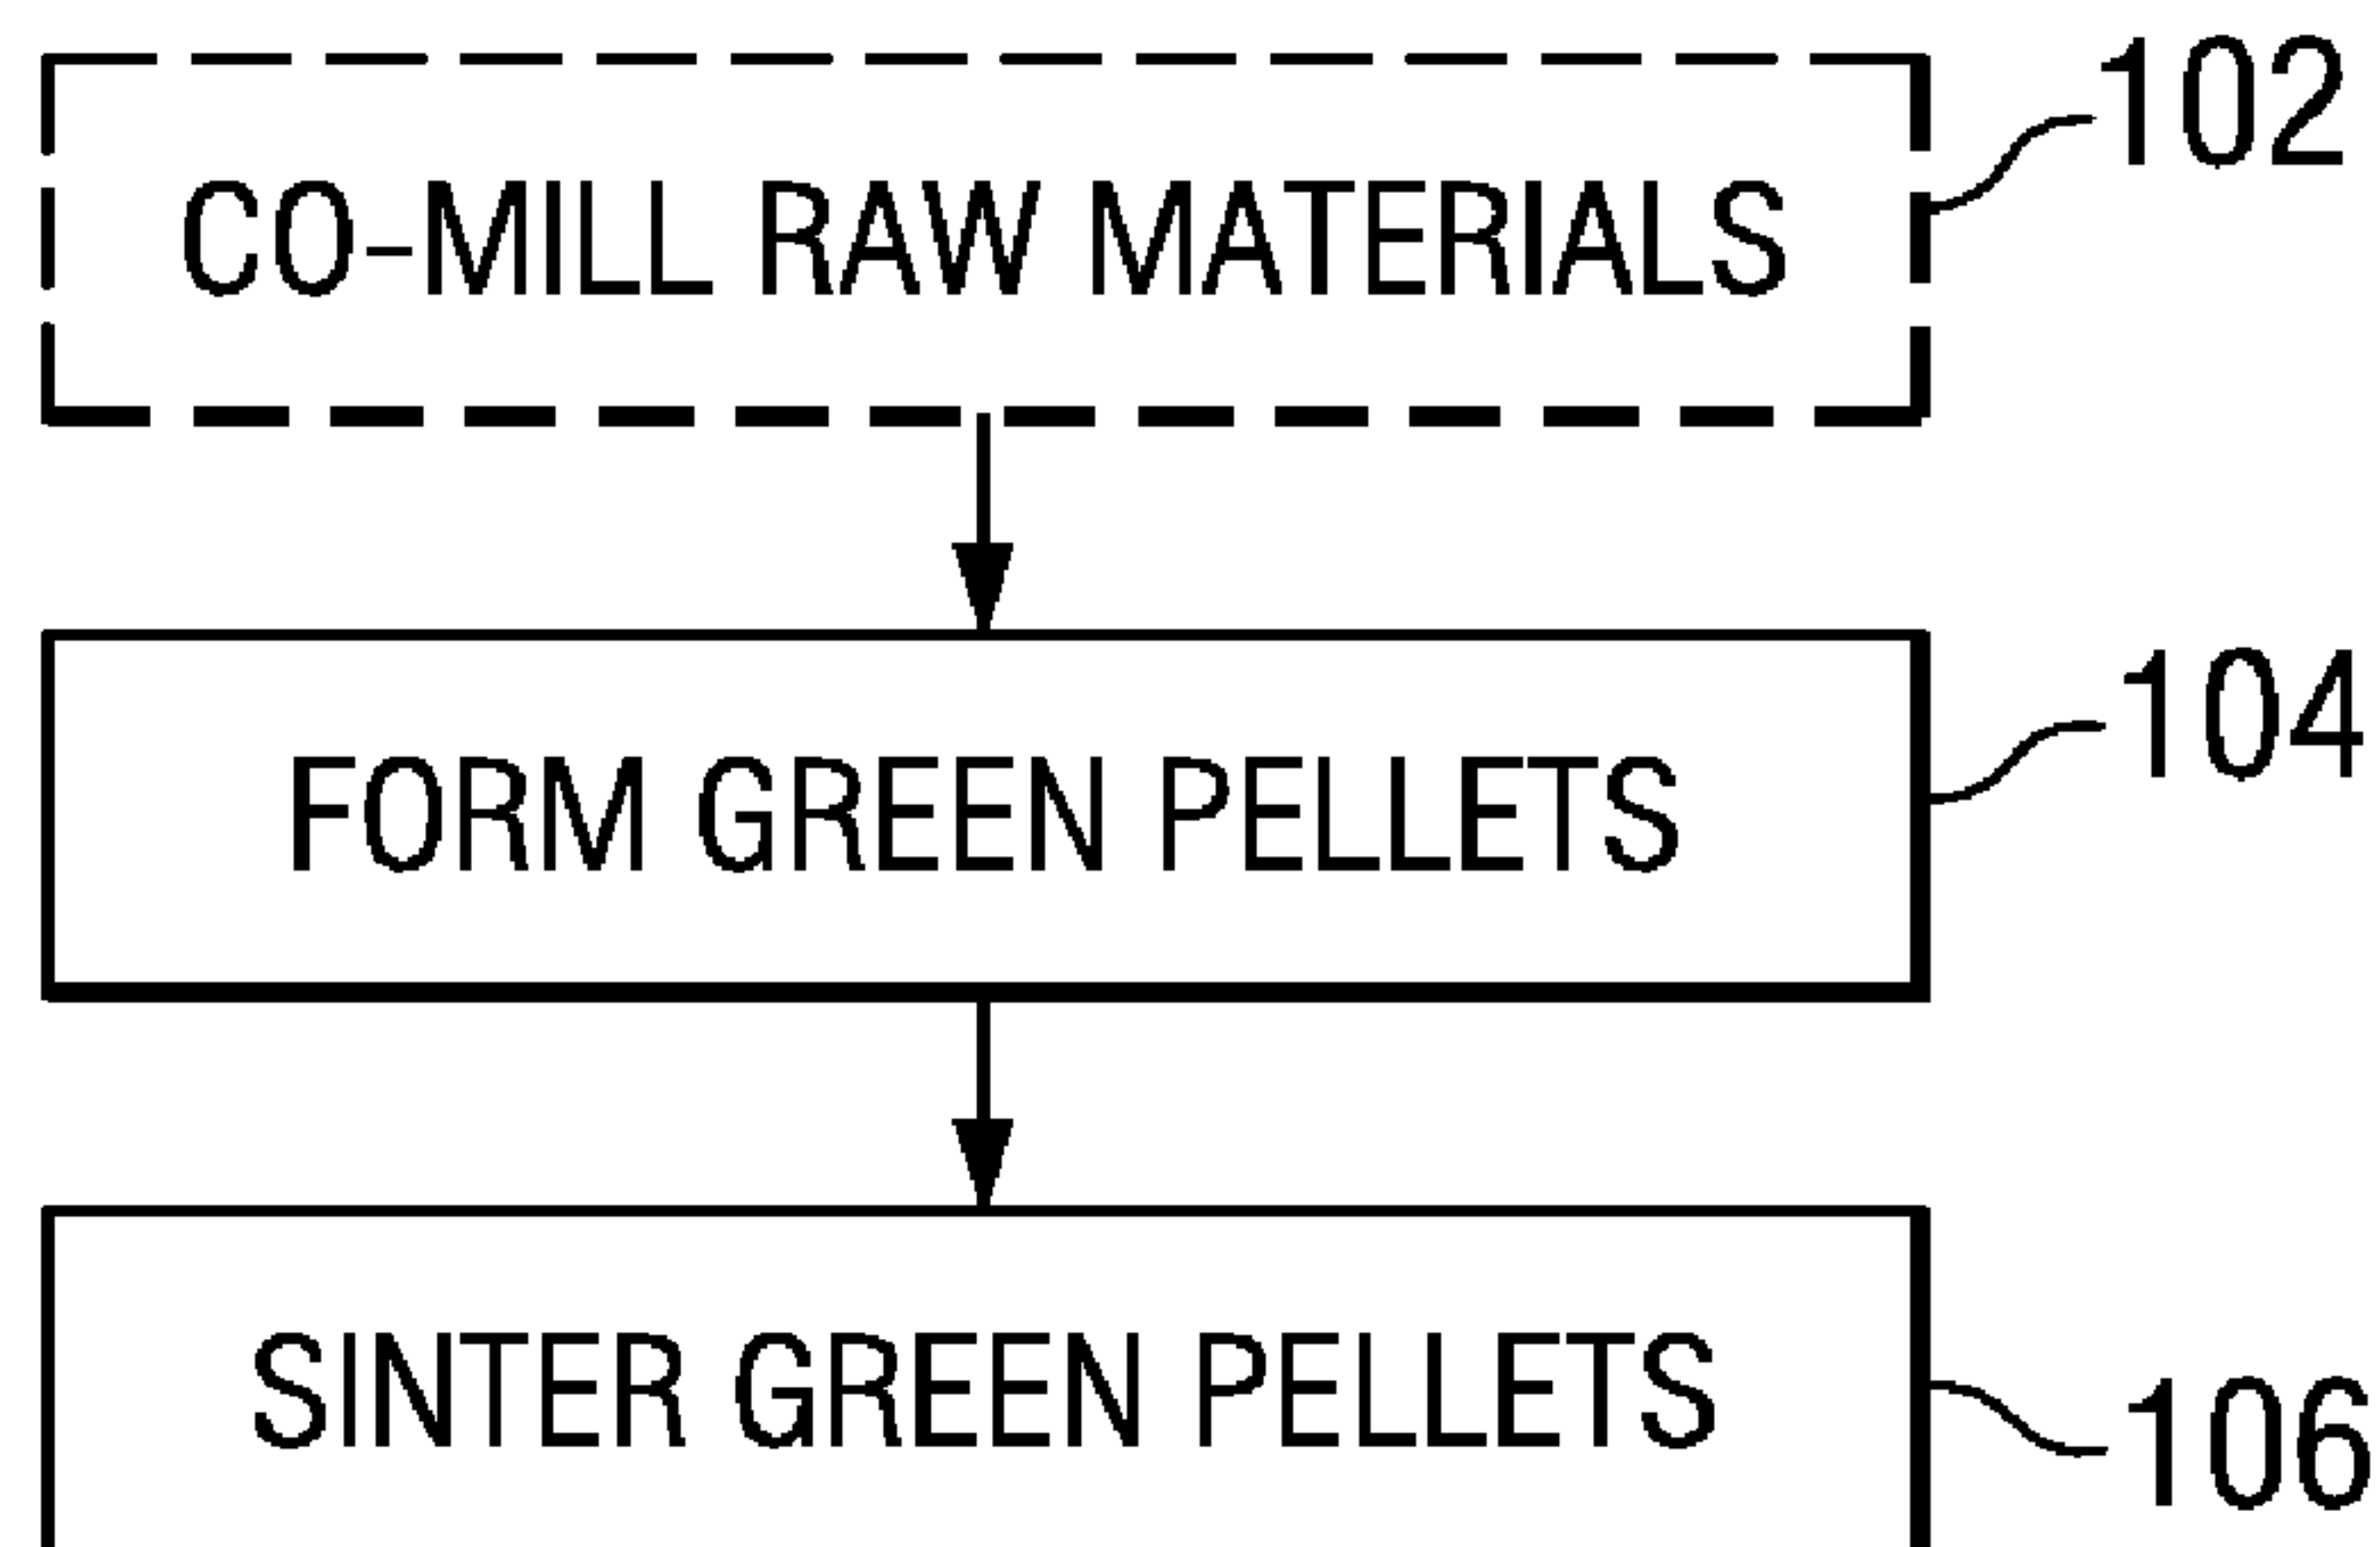 CO-MILL RAW MATERIALS
102
FORM GREEN PELLETS
104
SINTER GREEN PELLETS
106